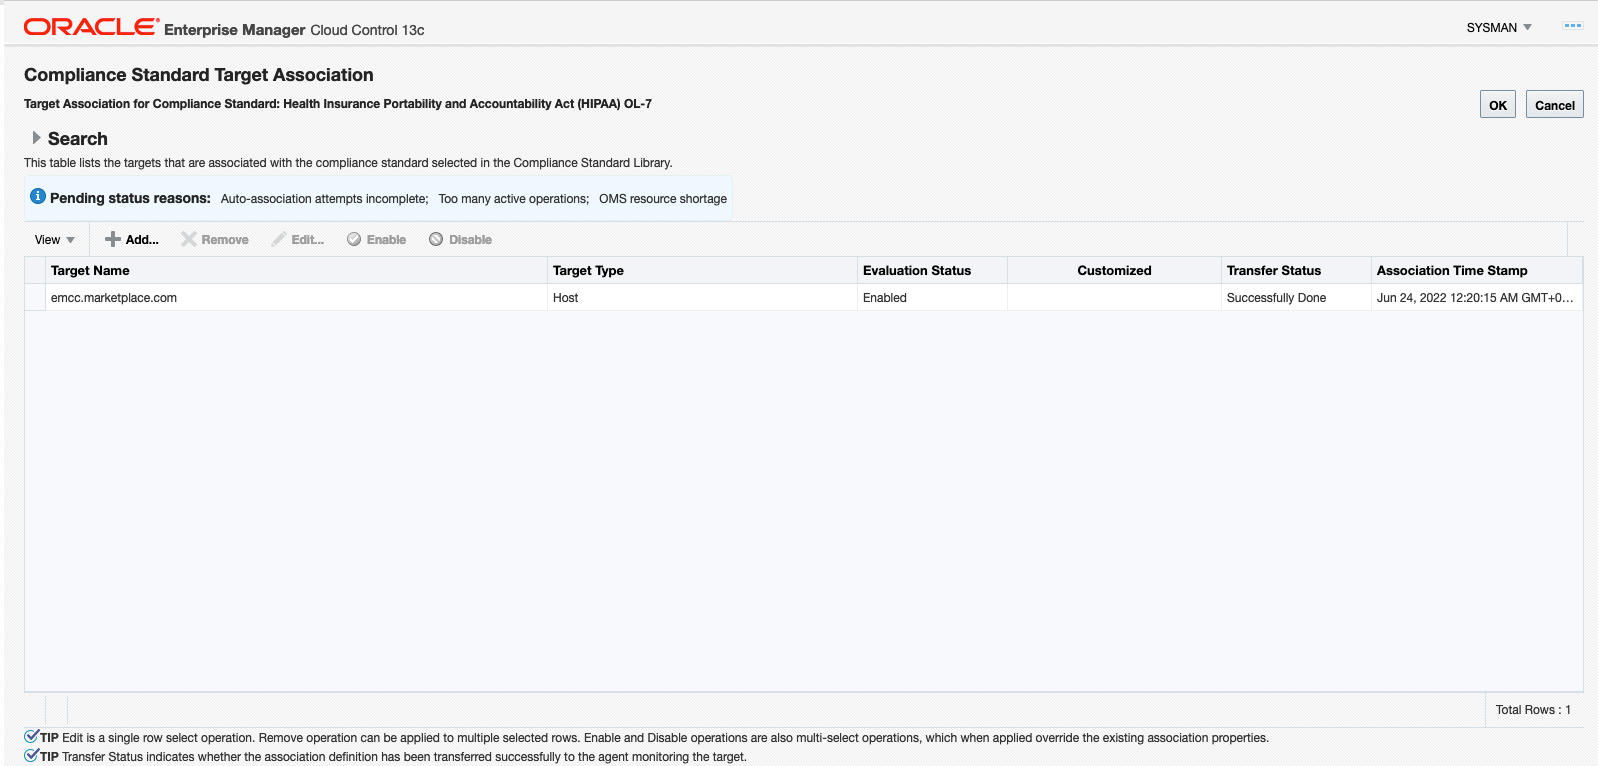 ORACLE Enterprise Manager Cloud Control 13c
SYSMAN
Compliance Standard Target Association
Target Association for Compliance Standard: Health Insurance Portability and Accountability Act (HIPAA) OL-7
OK Cancel
Search
This table lists the targets that are associated with the compliance standard selected in the Compliance Standard Library.
Pending status reasons: Auto-association attempts incomplete; Too many active operations; OMS resource shortage
View Add... Remove Edit... Enable Disable
Target Name Target Type Evaluation Status Customized Transfer Status Association Time Stamp
emcc.marketplace.com Host Enabled Successfully Done Jun 24, 2022 12:20:15 AM GMT+0...
Total Rows : 1
TIP Edit is a single row select operation. Remove operation can be applied to multiple selected rows. Enable and Disable operations are also multi-select operations, which when applied override the existing association properties.
TIP Transfer Status indicates whether the association definition has been transferred successfully to the agent monitoring the target.